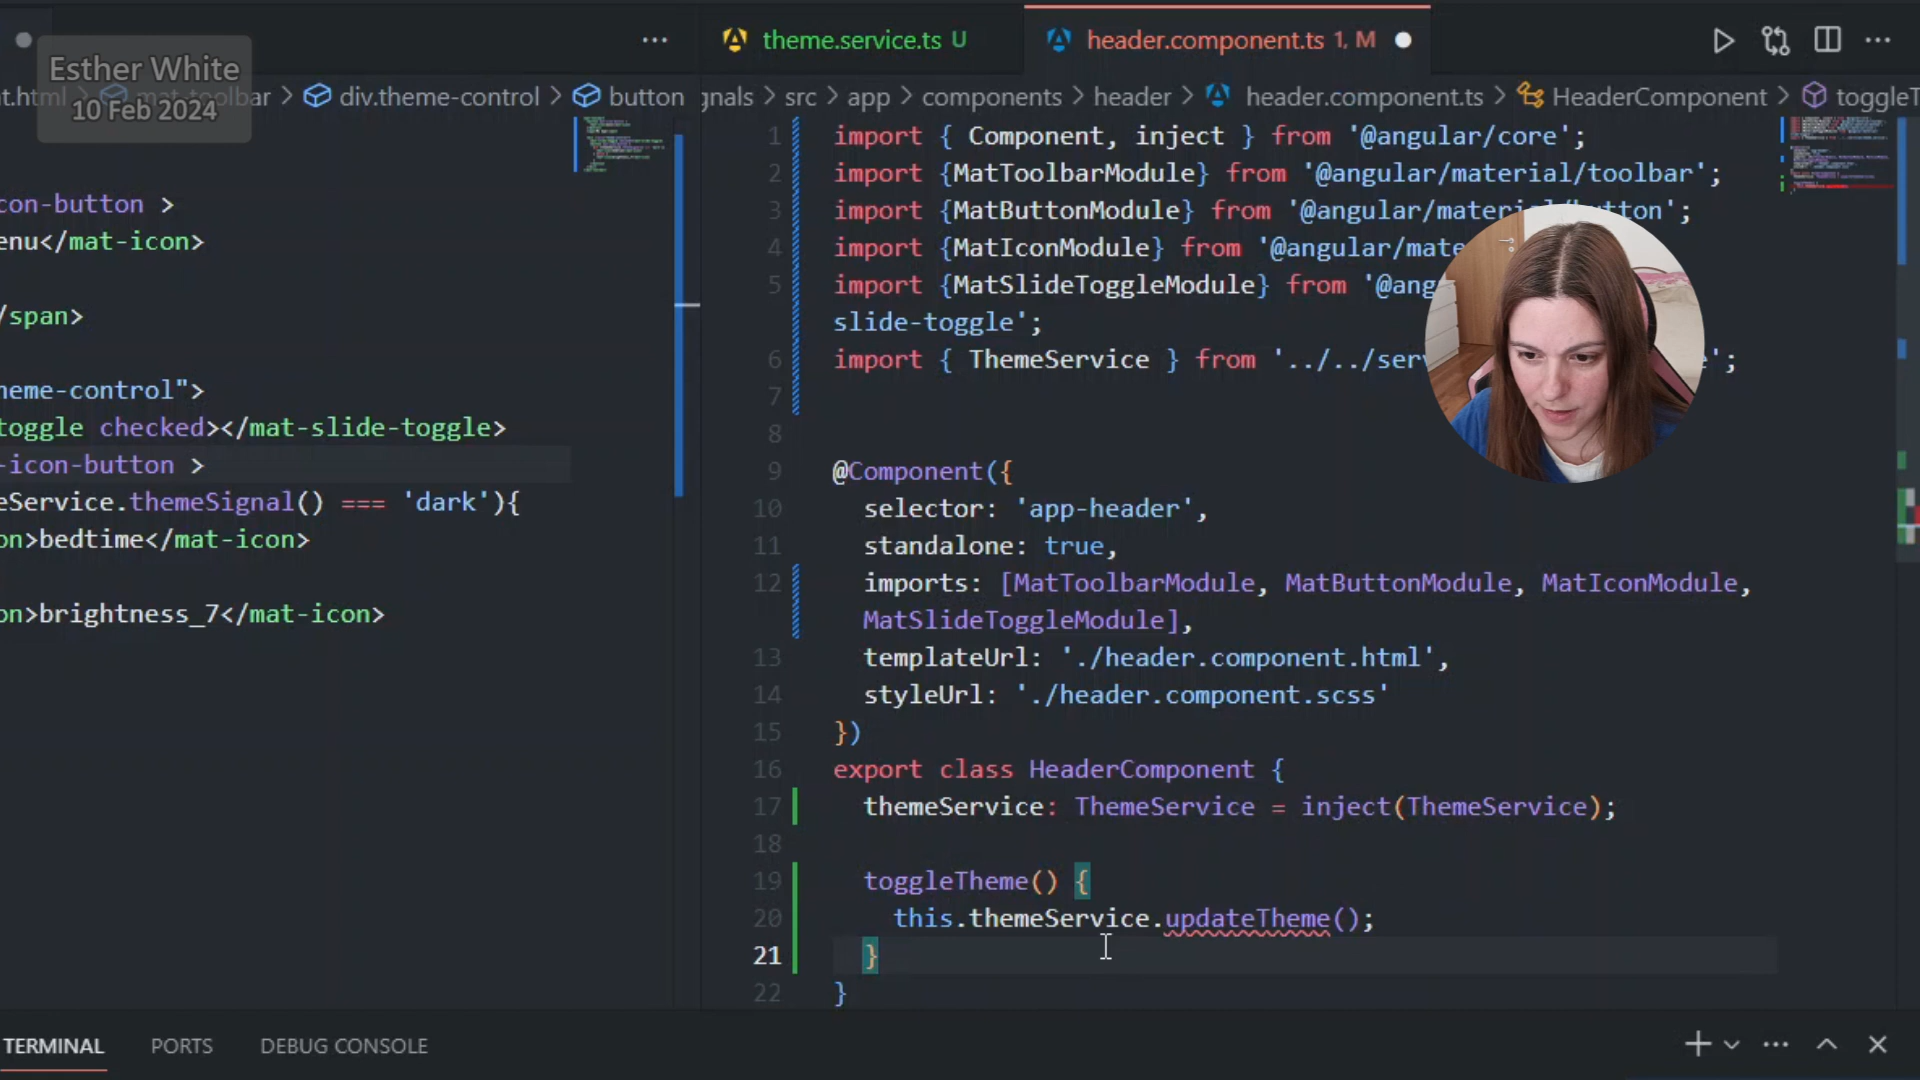 Esther White
10 Feb 2024
theme.service.ts U
header.component.ts 1, M
t.html > mat-toolbar > div.theme-control > button
gnals > src > app > components > header > header.component.ts > HeaderComponent > toggleT
con-button >
enu</mat-icon>
/span>
heme-control">
toggle checked></mat-slide-toggle>
-icon-button >
eService.themeSignal() === 'dark'){
on>bedtime</mat-icon>
on>brightness_7</mat-icon>
1 import { Component, inject } from '@angular/core';
2 import {MatToolbarModule} from '@angular/material/toolbar';
3 import {MatButtonModule} from '@angular/material/button';
4 import {MatIconModule} from '@angular/mate
5 import {MatSlideToggleModule} from '@ang
slide-toggle';
6 import { ThemeService } from '../../serv ';
7
8
9 @Component({
10 selector: 'app-header',
11 standalone: true,
12 imports: [MatToolbarModule, MatButtonModule, MatIconModule,
MatSlideToggleModule],
13 templateUrl: './header.component.html',
14 styleUrl: './header.component.scss'
15 })
16 export class HeaderComponent {
17 themeService: ThemeService = inject(ThemeService);
18
19 toggleTheme() {
20 this.themeService.updateTheme();
21 }
22 }
TERMINAL PORTS DEBUG CONSOLE